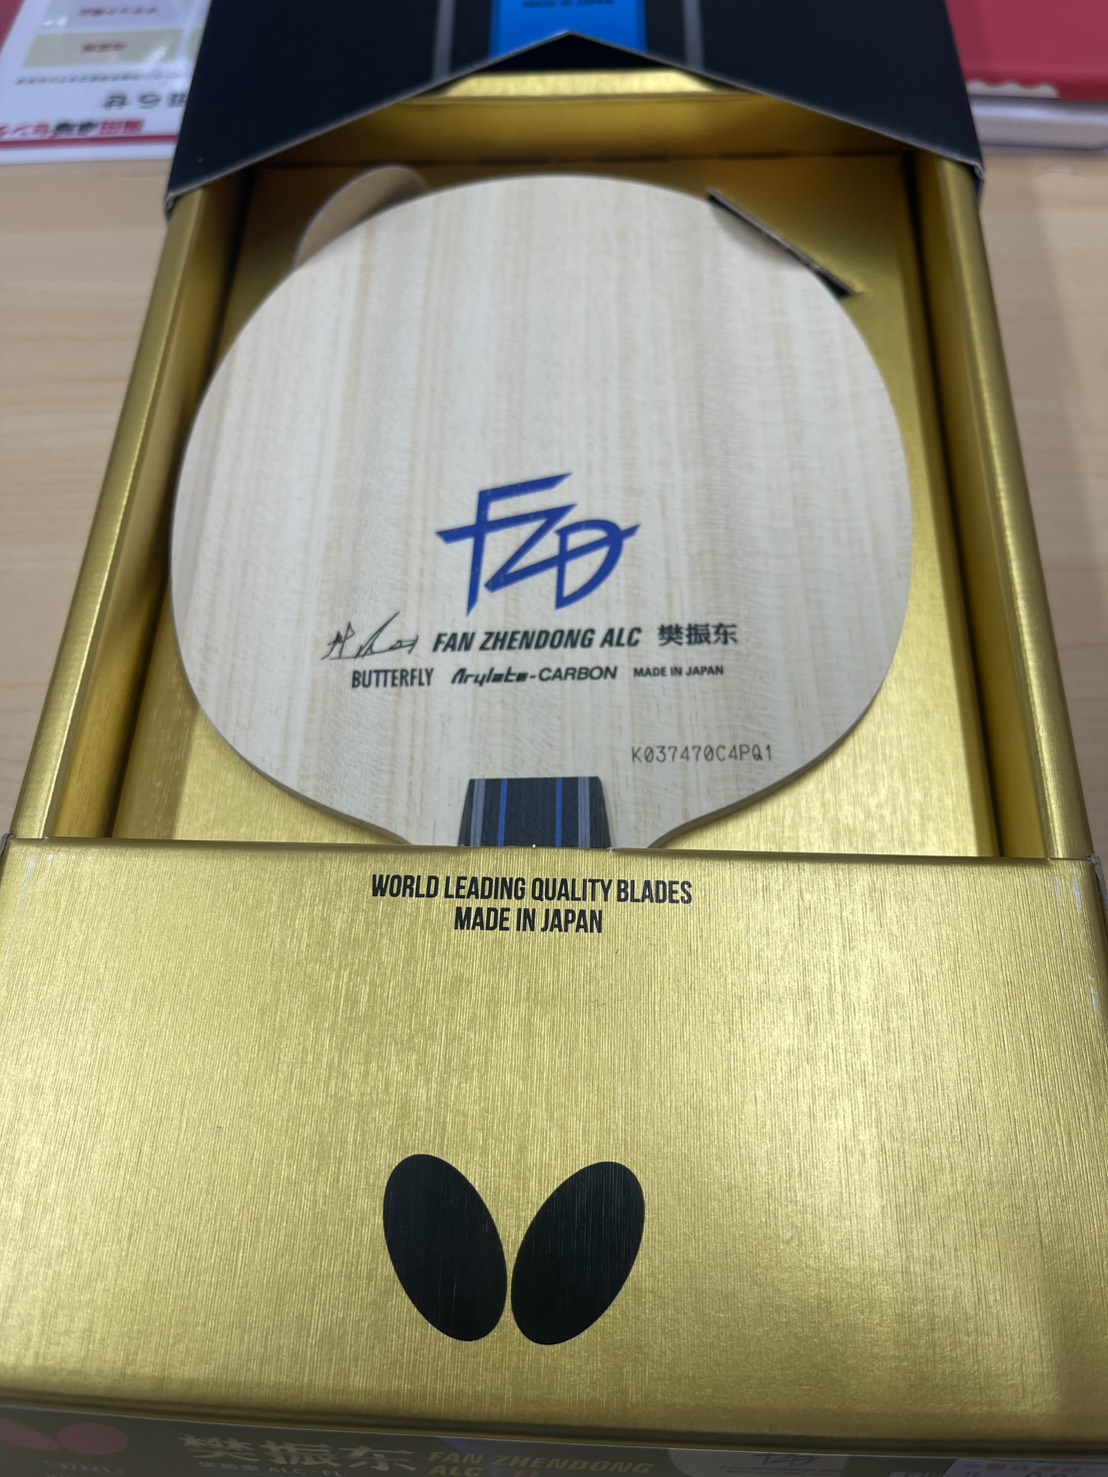 MADE IN JAPAN
FZD
FAN ZHENDONG ALC 樊振东
BUTTERFLY Arylate-CARBON MADE IN JAPAN
K037470C4PQ1
WORLD LEADING QUALITY BLADES
MADE IN JAPAN
樊振东 FAN ZHENDONG
ALC
FZD